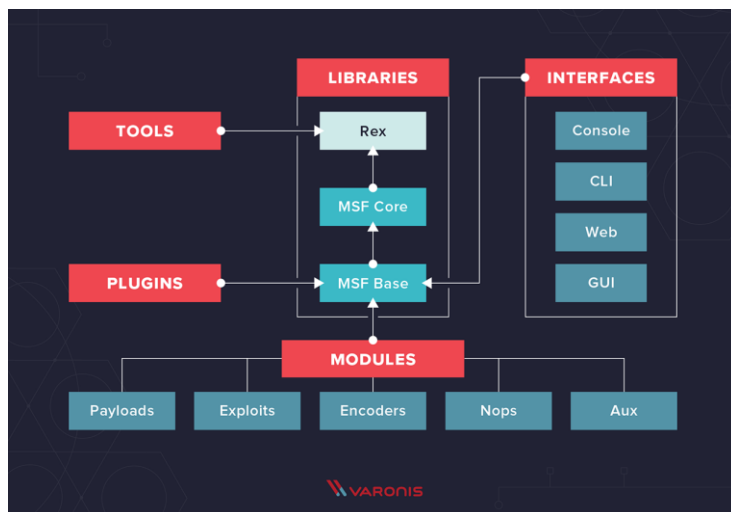 LIBRARIES
INTERFACES
TOOLS
Rex
Console
MSF Core
CLI
Web
PLUGINS
MSF Base
GUI
MODULES
Payloads
Exploits
Encoders
Nops
Aux
VARONIS